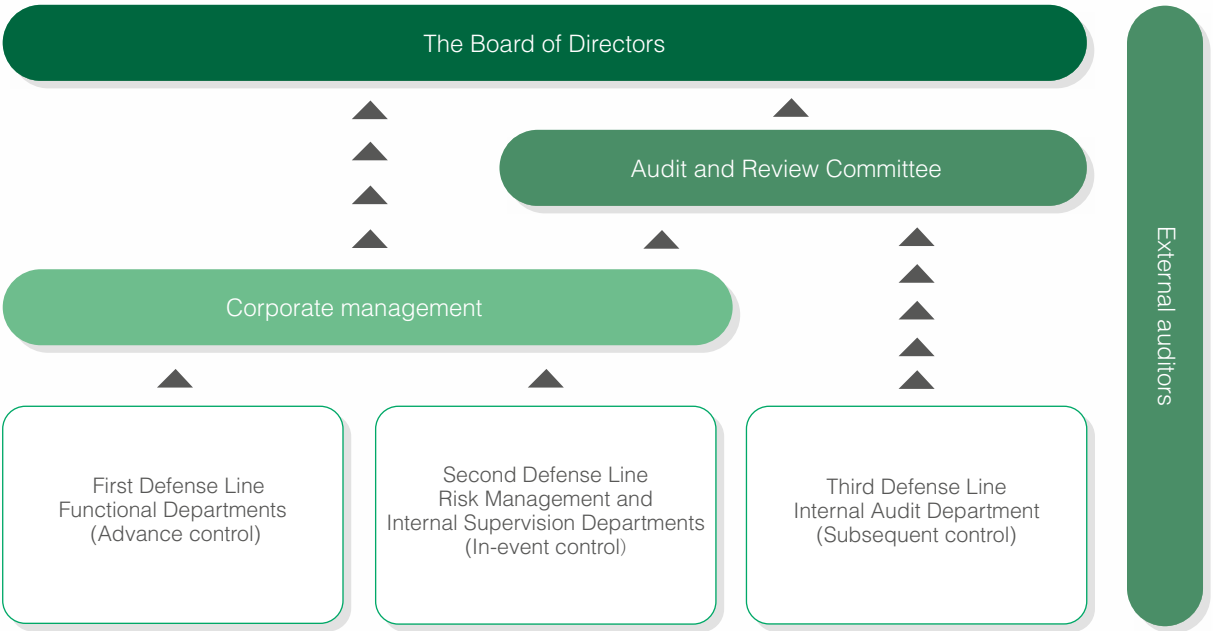 The Board of Directors
Audit and Review Committee
Corporate management
First Defense Line
Functional Departments
(Advance control)
Second Defense Line
Risk Management and
Internal Supervision Departments
(In-event control)
Third Defense Line
Internal Audit Department
(Subsequent control)
External auditors